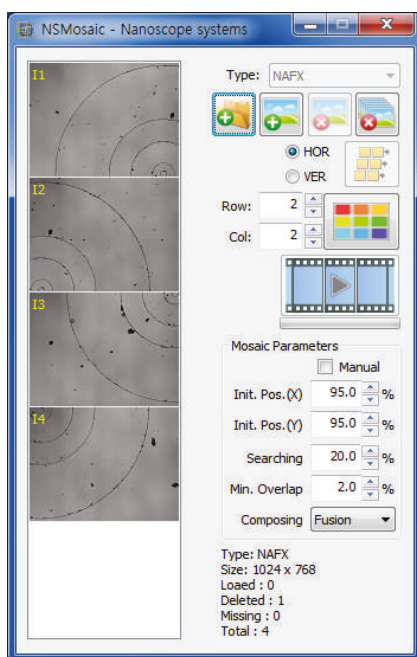 NSMosaic - Nanoscope systems
I1
I2
I3
I4
Type: NAFX
HOR
VER
Row: 2
Col: 2
Mosaic Parameters
Manual
Init. Pos.(X) 95.0 %
Init. Pos.(Y) 95.0 %
Searching 20.0 %
Min. Overlap 2.0 %
Composing Fusion
Type: NAFX
Size: 1024 x 768
Loaed : 0
Deleted : 1
Missing : 0
Total : 4